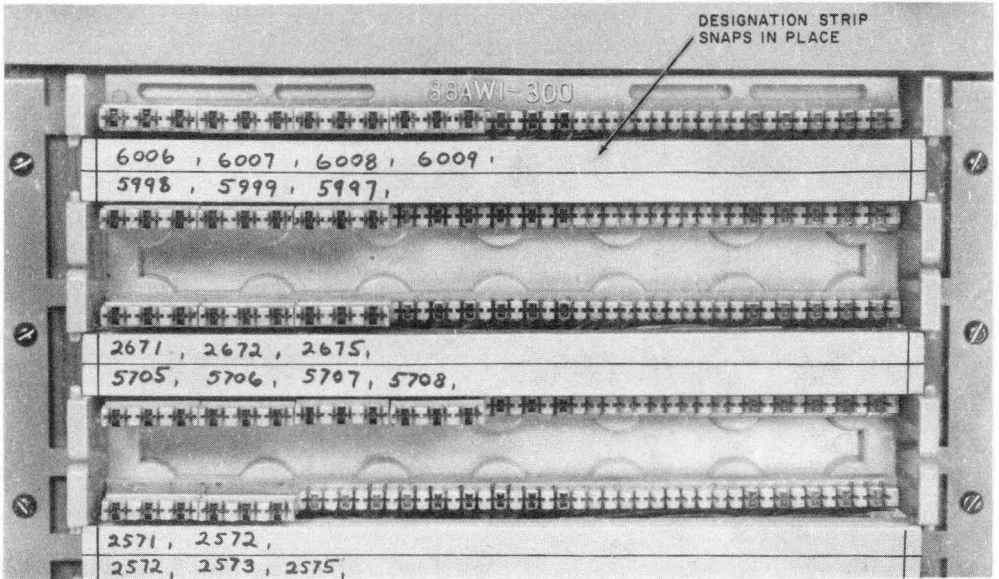 DESIGNATION STRIP
SNAPS IN PLACE
88AW1-300
6006, 6007, 6008, 6009,
5998, 5999, 5997,
2671, 2672, 2675,
5705, 5706, 5707, 5708,
2571, 2572,
2572, 2573, 2575,